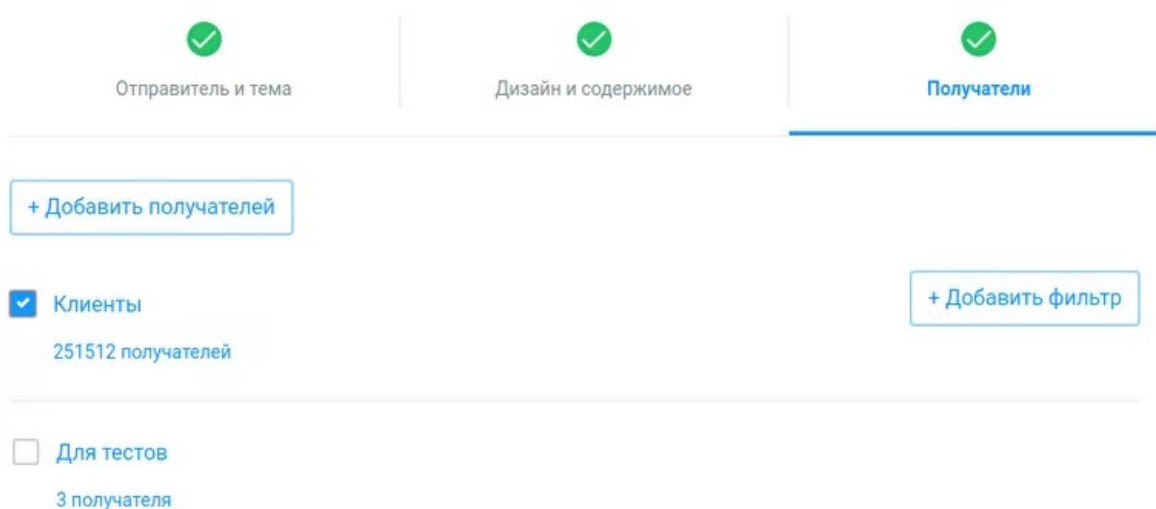 Отправитель и тема
Дизайн и содержимое
Получатели
+ Добавить получателей
Клиенты
+ Добавить фильтр
251512 получателей
Для тестов
3 получателя